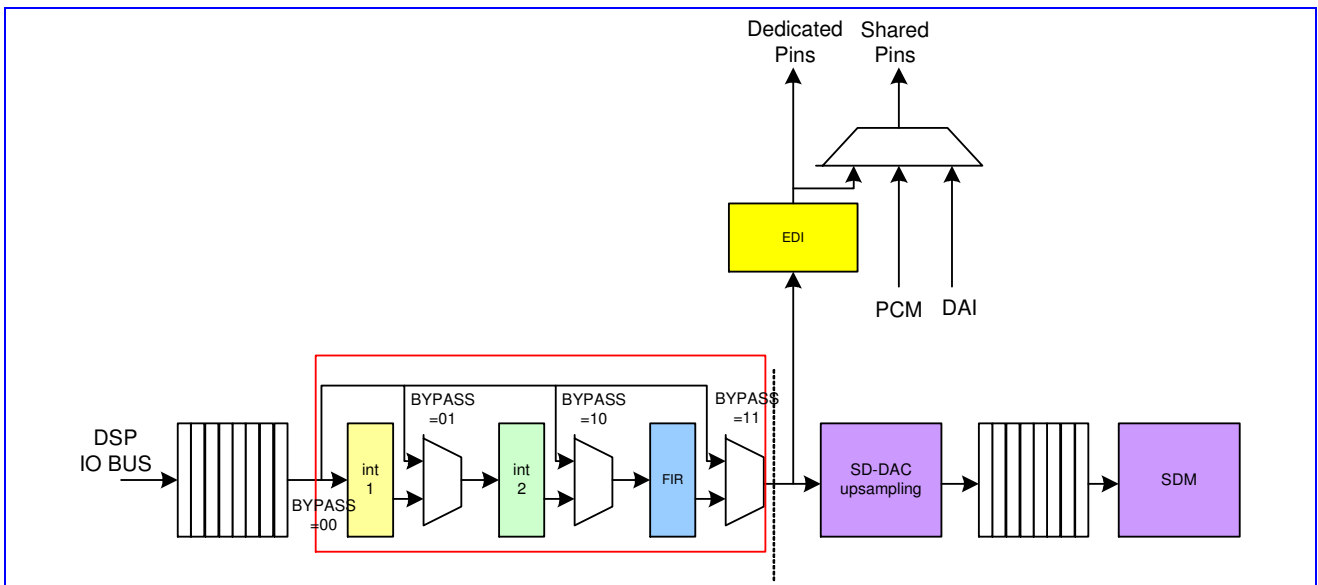 Dedicated
Pins
Shared
Pins
EDI
PCM
DAI
DSP
IO BUS
BYPASS
=00
int
1
BYPASS
=01
int
2
BYPASS
=10
FIR
BYPASS
=11
SD-DAC
upsampling
SDM